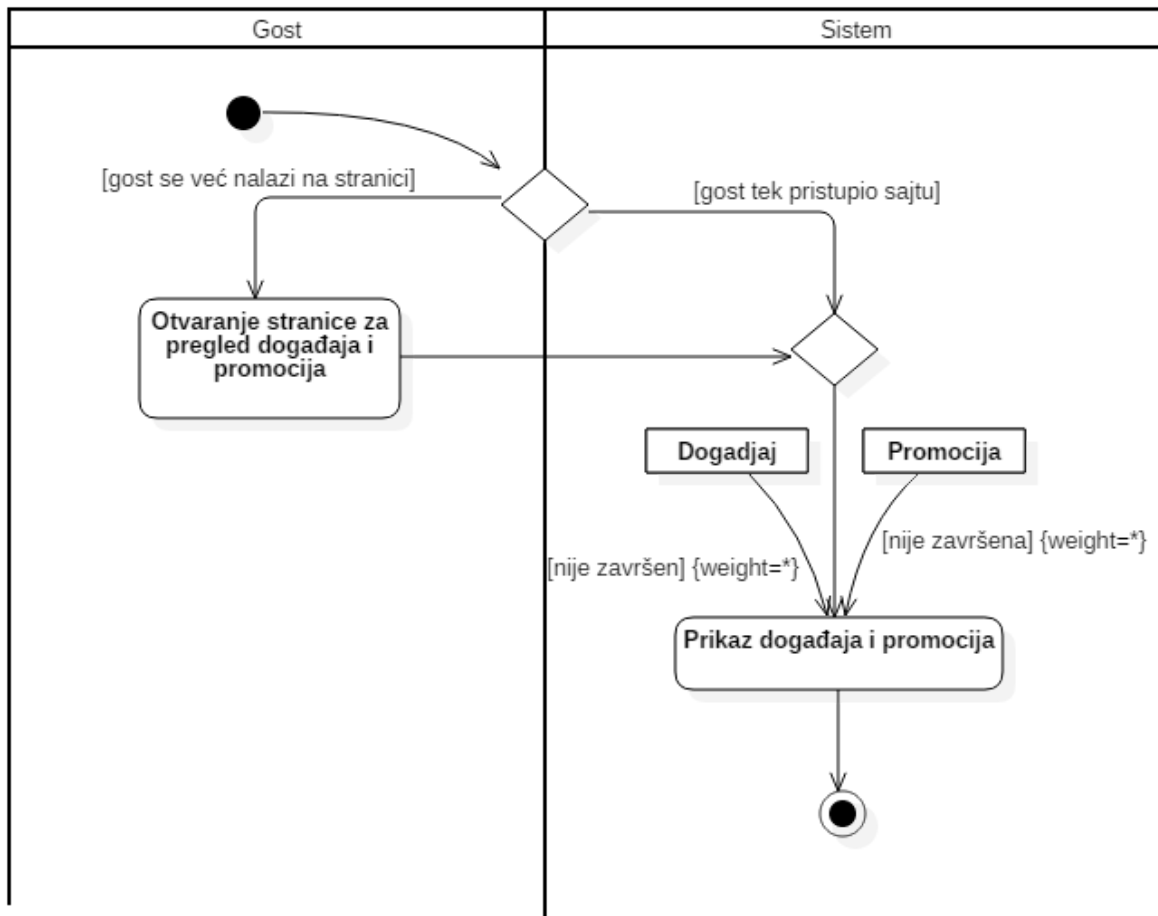 Gost
Sistem
[gost se već nalazi na stranici]
[gost tek pristupio sajtu]
Otvaranje stranice za
pregled događaja i
promocija
Dogadjaj
Promocija
[nije završen] {weight=*}
[nije završena] {weight=*}
Prikaz događaja i promocija